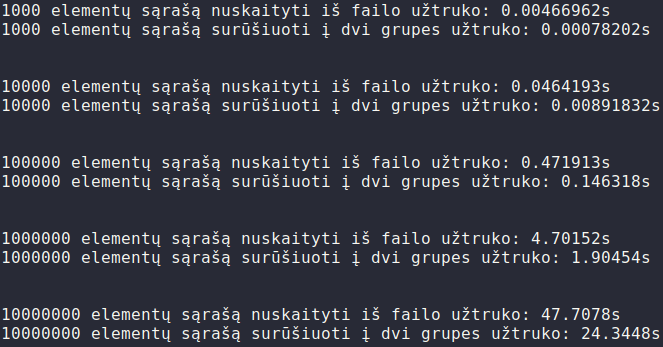 1000 elementų sąrašą nuskaityti iš failo užtruko: 0.00466962s
1000 elementų sąrašą surūšiuoti į dvi grupes užtruko: 0.00078202s
10000 elementų sąrašą nuskaityti iš failo užtruko: 0.0464193s
10000 elementų sąrašą surūšiuoti į dvi grupes užtruko: 0.00891832s
100000 elementų sąrašą nuskaityti iš failo užtruko: 0.471913s
100000 elementų sąrašą surūšiuoti į dvi grupes užtruko: 0.146318s
1000000 elementų sąrašą nuskaityti iš failo užtruko: 4.70152s
1000000 elementų sąrašą surūšiuoti į dvi grupes užtruko: 1.90454s
10000000 elementų sąrašą nuskaityti iš failo užtruko: 47.7078s
10000000 elementų sąrašą surūšiuoti į dvi grupes užtruko: 24.3448s